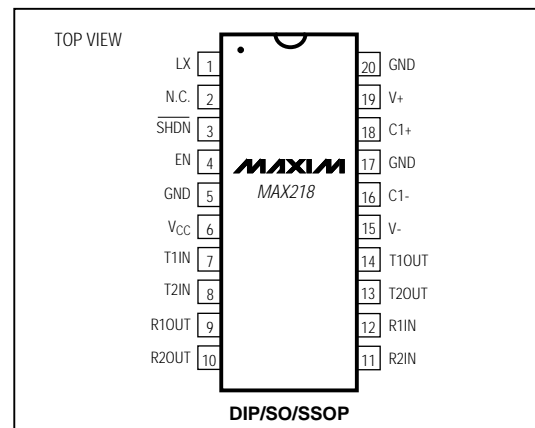 TOP VIEW
LX 1
N.C. 2
SHDN 3
EN 4
GND 5
VCC 6
T1IN 7
T2IN 8
R1OUT 9
R2OUT 10
MAXIM
MAX218
20 GND
19 V+
18 C1+
17 GND
16 C1-
15 V-
14 T1OUT
13 T2OUT
12 R1IN
11 R2IN
DIP/SO/SSOP